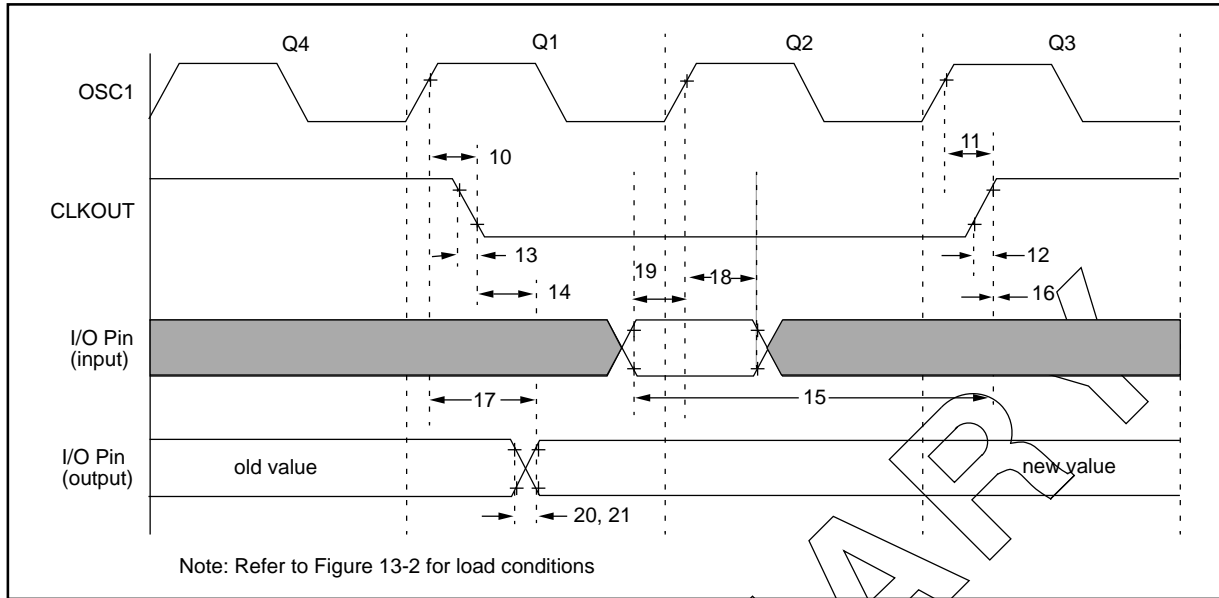 Q4 Q1 Q2 Q3
OSC1
10 11
CLKOUT
13 12
19 18
14 16
I/O Pin
(input)
17 15
I/O Pin
(output)
old value new value
20, 21
Note: Refer to Figure 13-2 for load conditions
A R Y